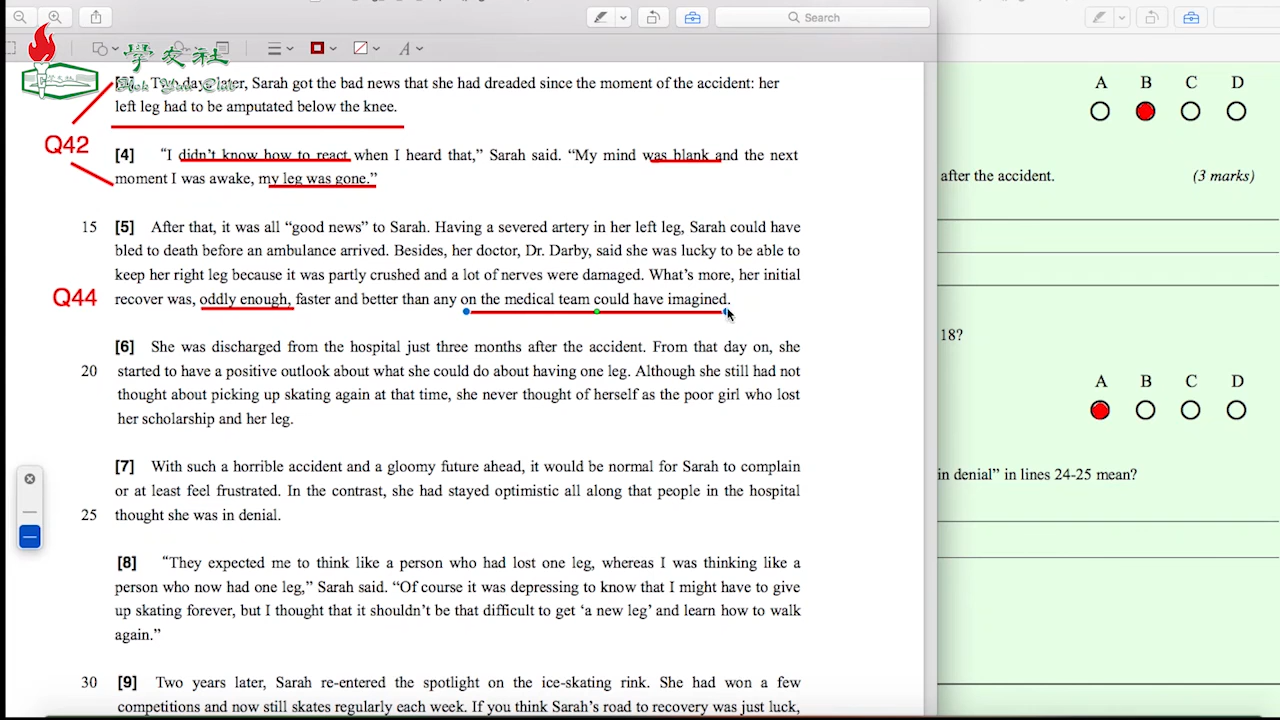 Search
學友社
Hok Yau Club
[3] Two days later, Sarah got the bad news that she had dreaded since the moment of the accident: her
left leg had to be amputated below the knee.
Q42
[4] “I didn’t know how to react when I heard that,” Sarah said. “My mind was blank and the next
moment I was awake, my leg was gone.”
15 [5] After that, it was all “good news” to Sarah. Having a severed artery in her left leg, Sarah could have
bled to death before an ambulance arrived. Besides, her doctor, Dr. Darby, said she was lucky to be able to
keep her right leg because it was partly crushed and a lot of nerves were damaged. What’s more, her initial
Q44 recover was, oddly enough, faster and better than any on the medical team could have imagined.
[6] She was discharged from the hospital just three months after the accident. From that day on, she
20 started to have a positive outlook about what she could do about having one leg. Although she still had not
thought about picking up skating again at that time, she never thought of herself as the poor girl who lost
her scholarship and her leg.
[7] With such a horrible accident and a gloomy future ahead, it would be normal for Sarah to complain
or at least feel frustrated. In the contrast, she had stayed optimistic all along that people in the hospital
25 thought she was in denial.
[8] “They expected me to think like a person who had lost one leg, whereas I was thinking like a
person who now had one leg,” Sarah said. “Of course it was depressing to know that I might have to give
up skating forever, but I thought that it shouldn’t be that difficult to get ‘a new leg’ and learn how to walk
again.”
30 [9] Two years later, Sarah re-entered the spotlight on the ice-skating rink. She had won a few
competitions and now still skates regularly each week. If you think Sarah’s road to recovery was just luck,
A B C D
after the accident. (3 marks)
18?
A B C D
in denial” in lines 24-25 mean?